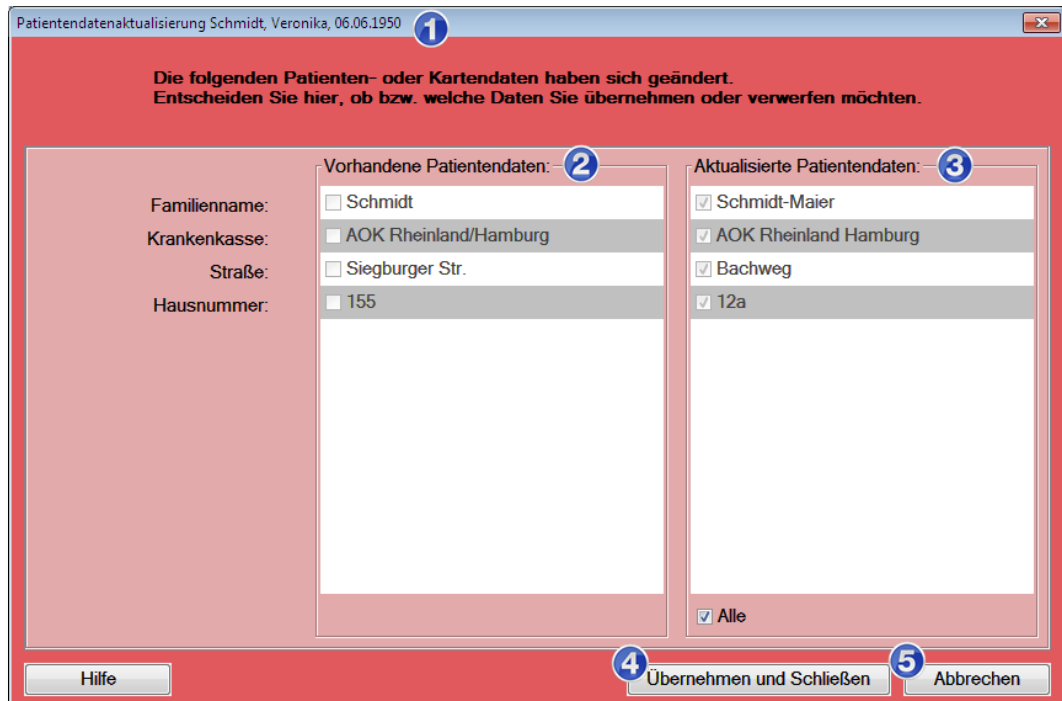 Patientendatenaktualisierung Schmidt, Veronika, 06.06.1950 1
Die folgenden Patienten- oder Kartendaten haben sich geändert.
Entscheiden Sie hier, ob bzw. welche Daten Sie übernehmen oder verwerfen möchten.
Vorhandene Patientendaten: 2 Aktualisierte Patientendaten: 3
Familienname: Schmidt Schmidt-Maier
Krankenkasse: AOK Rheinland/Hamburg AOK Rheinland Hamburg
Straße: Siegburger Str. Bachweg
Hausnummer: 155 12a
Alle
Hilfe 4 Übernehmen und Schließen 5 Abbrechen